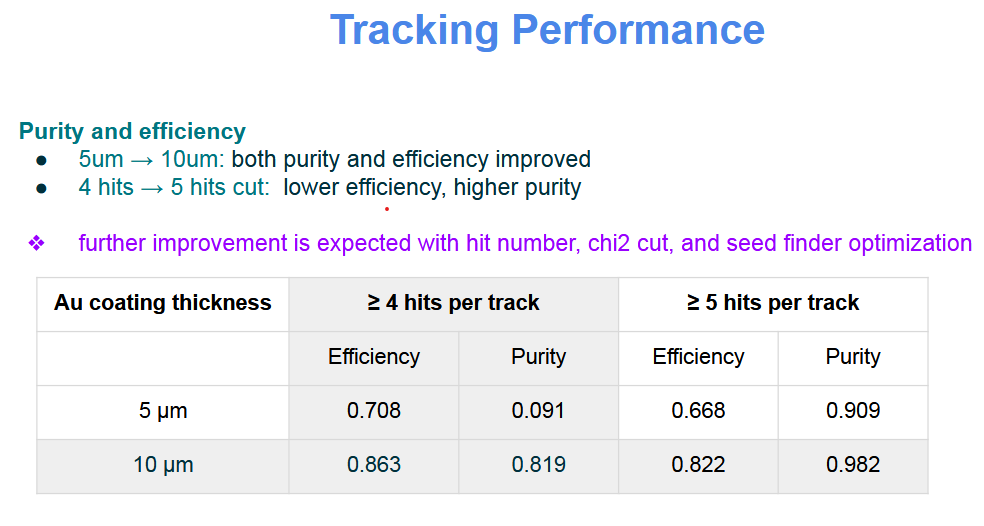 Tracking Performance
Purity and efficiency
● 5um → 10um: both purity and efficiency improved
● 4 hits → 5 hits cut: lower efficiency, higher purity
❖ further improvement is expected with hit number, chi2 cut, and seed finder optimization
Au coating thickness ≥ 4 hits per track ≥ 5 hits per track
Efficiency Purity Efficiency Purity
5 µm 0.708 0.091 0.668 0.909
10 µm 0.863 0.819 0.822 0.982